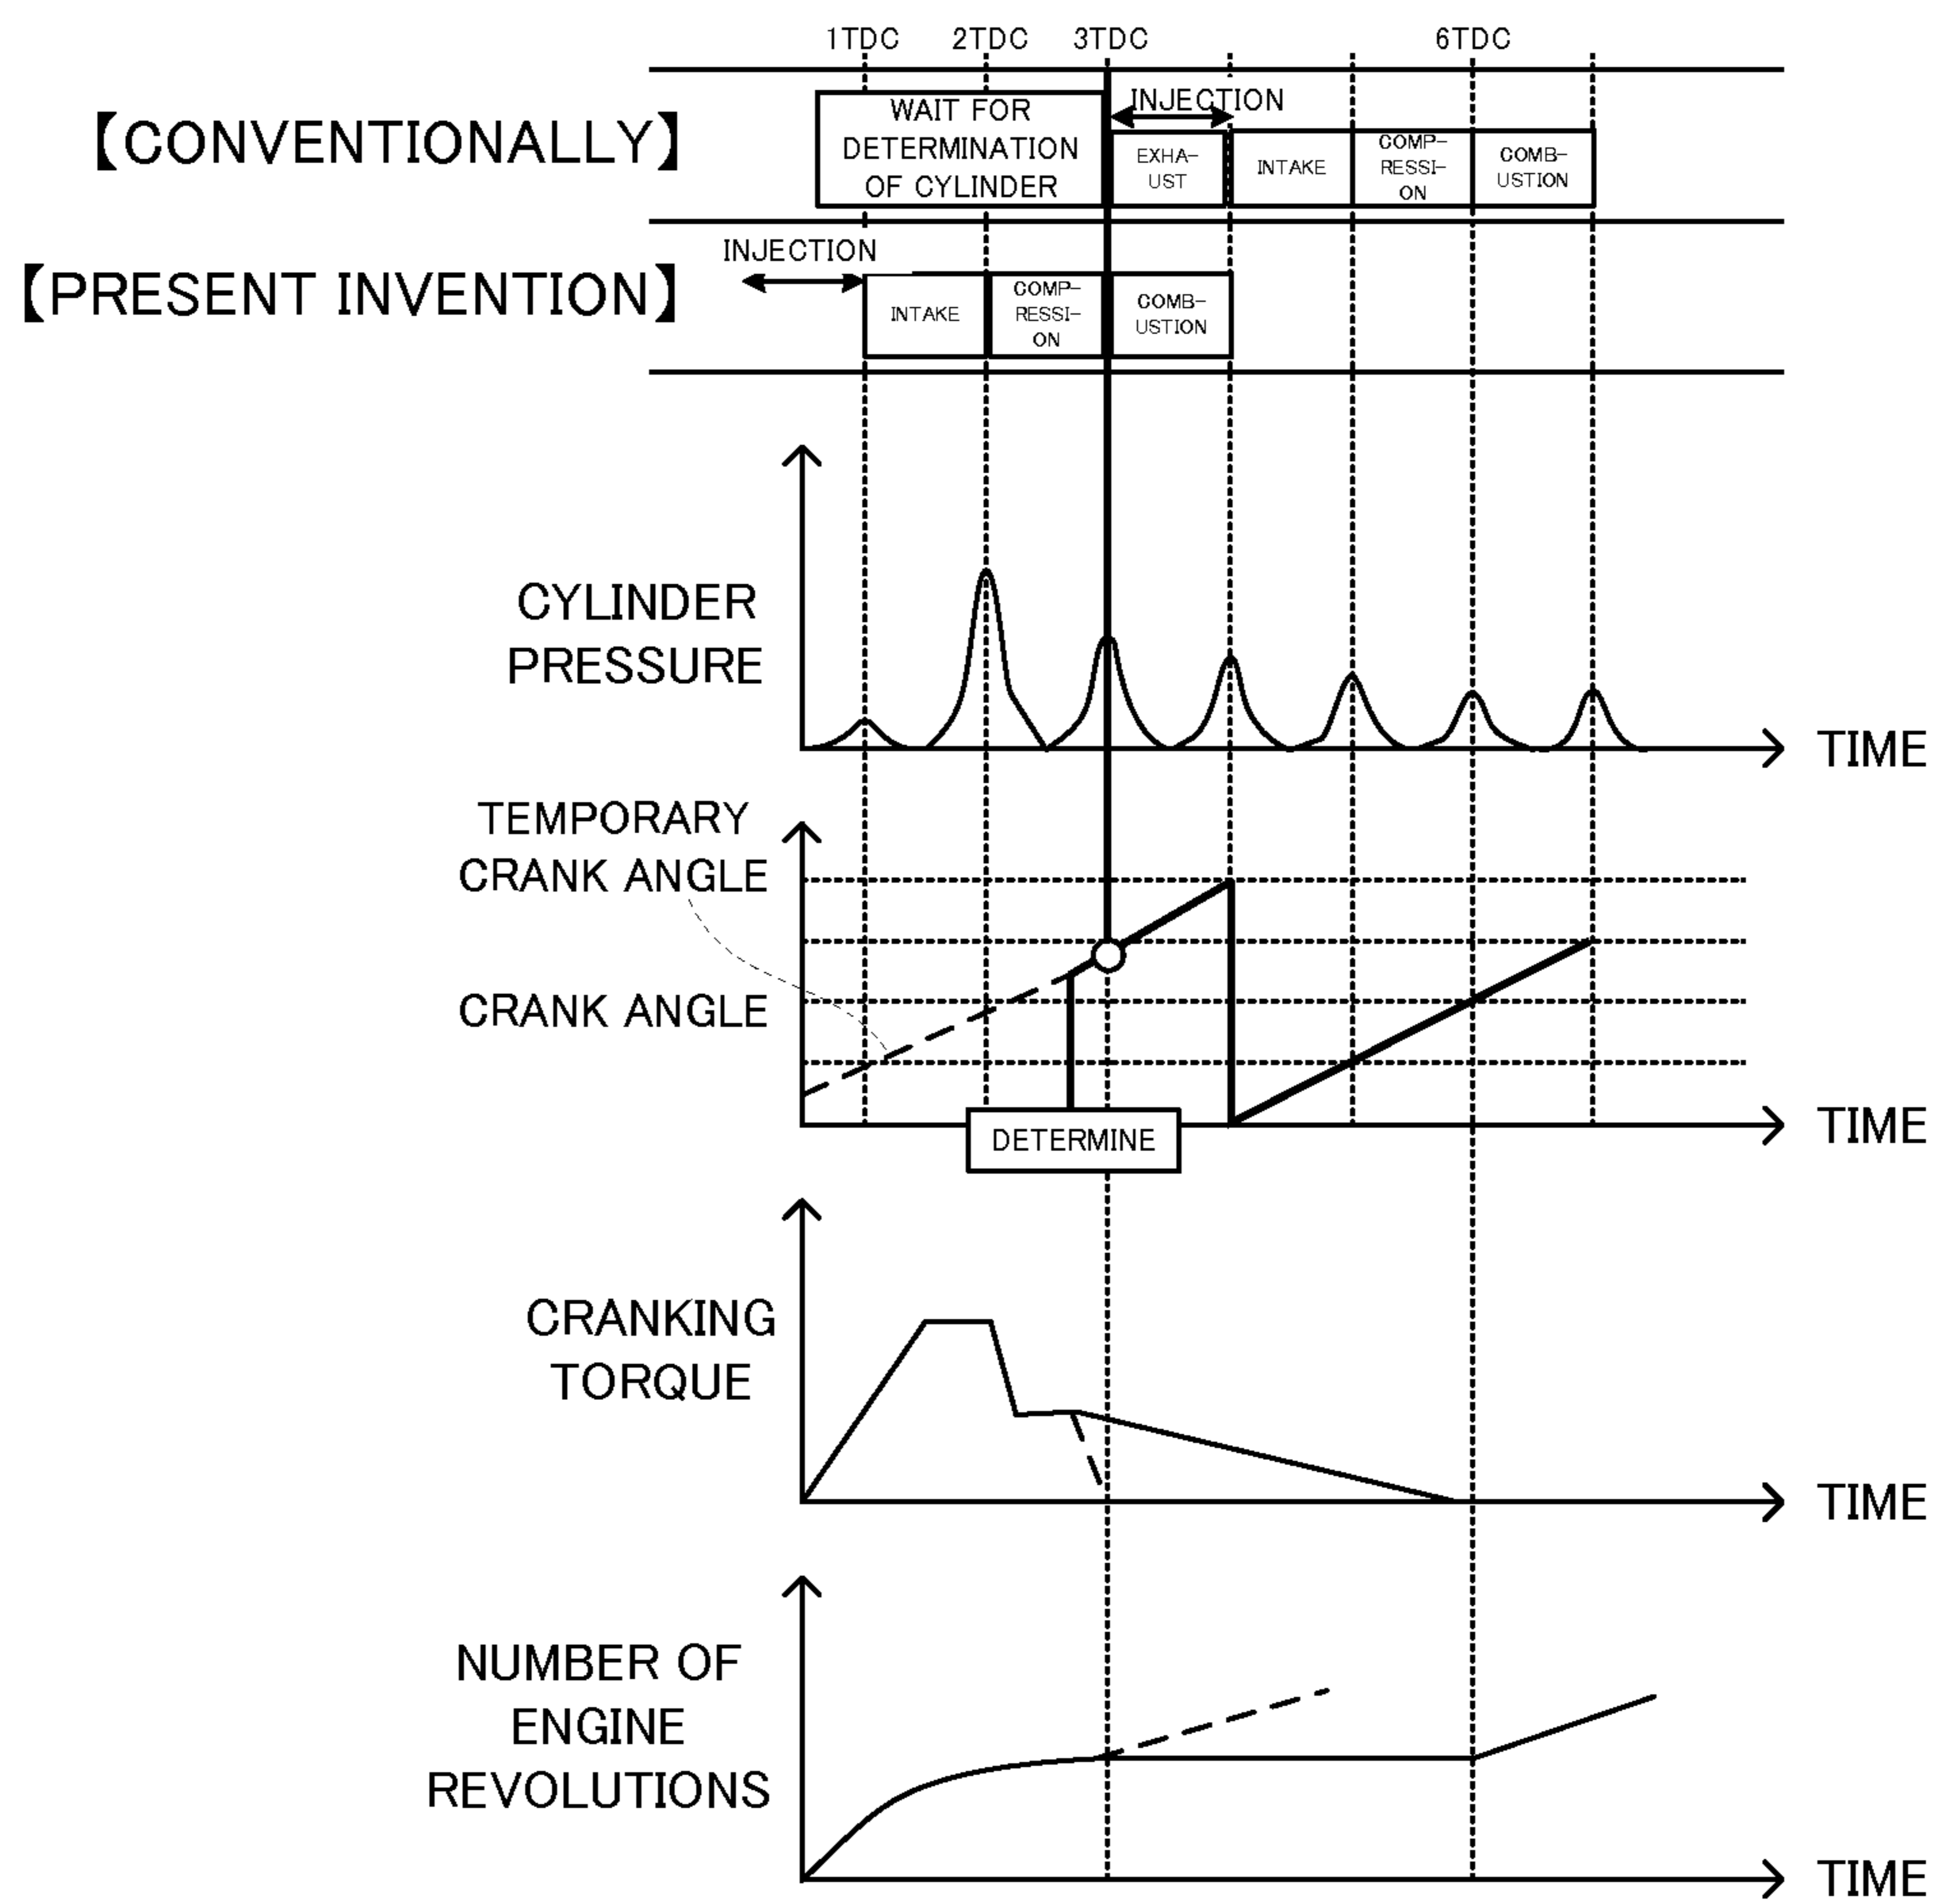 1TDC 2TDC 3TDC 6TDC
【CONVENTIONALLY】
WAIT FOR
DETERMINATION
OF CYLINDER
INJECTION
EXHA-
UST
INTAKE
COMP-
RESSI-
ON
COMB-
USTION
【PRESENT INVENTION】
INJECTION
INTAKE
COMP-
RESSI-
ON
COMB-
USTION
CYLINDER
PRESSURE
TIME
TEMPORARY
CRANK ANGLE
CRANK ANGLE
DETERMINE
TIME
CRANKING
TORQUE
TIME
NUMBER OF
ENGINE
REVOLUTIONS
TIME